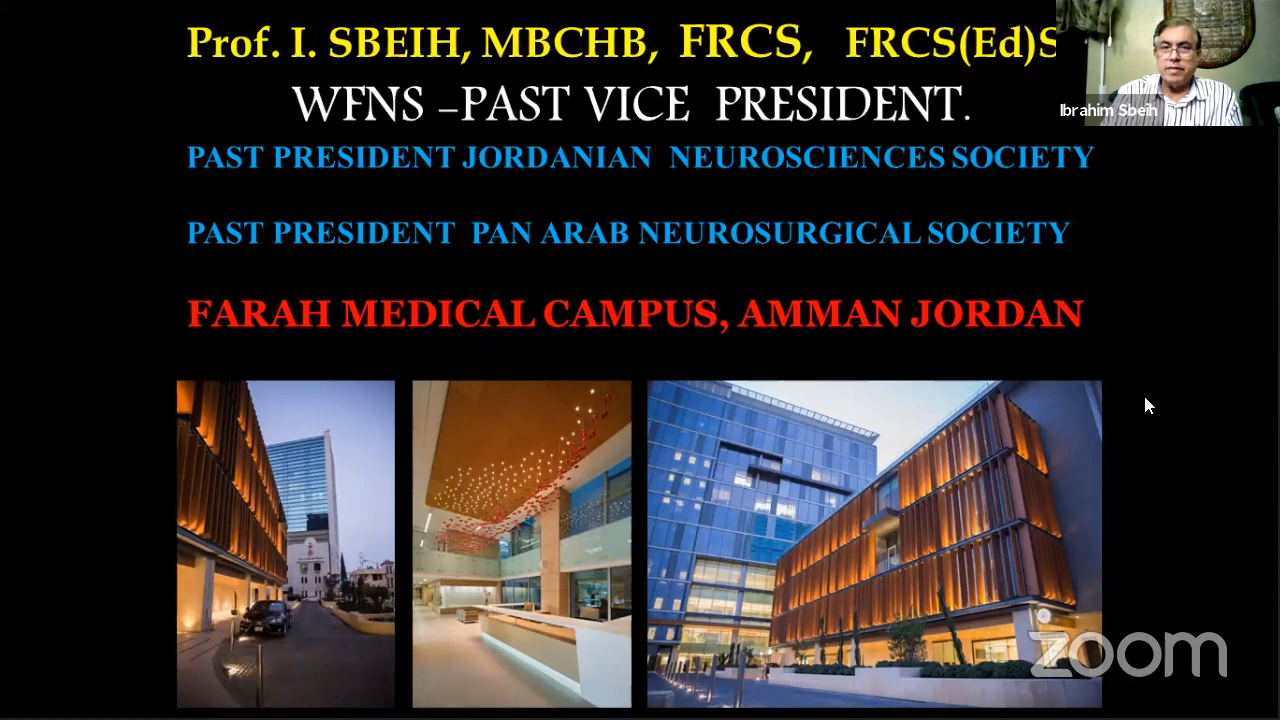 Prof. I. SBEIH, MBCHB, FRCS, FRCS(Ed)S
WFNS –PAST VICE PRESIDENT.
Ibrahim Sbeih
PAST PRESIDENT JORDANIAN NEUROSCIENCES SOCIETY
PAST PRESIDENT PAN ARAB NEUROSURGICAL SOCIETY
FARAH MEDICAL CAMPUS, AMMAN JORDAN
zoom